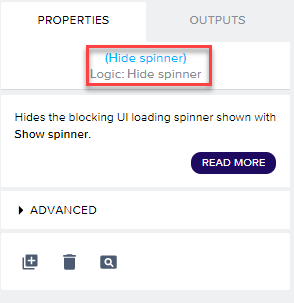 PROPERTIES
OUTPUTS
(Hide spinner)
Logic: Hide spinner
Hides the blocking UI loading spinner shown with
Show spinner.
READ MORE
ADVANCED